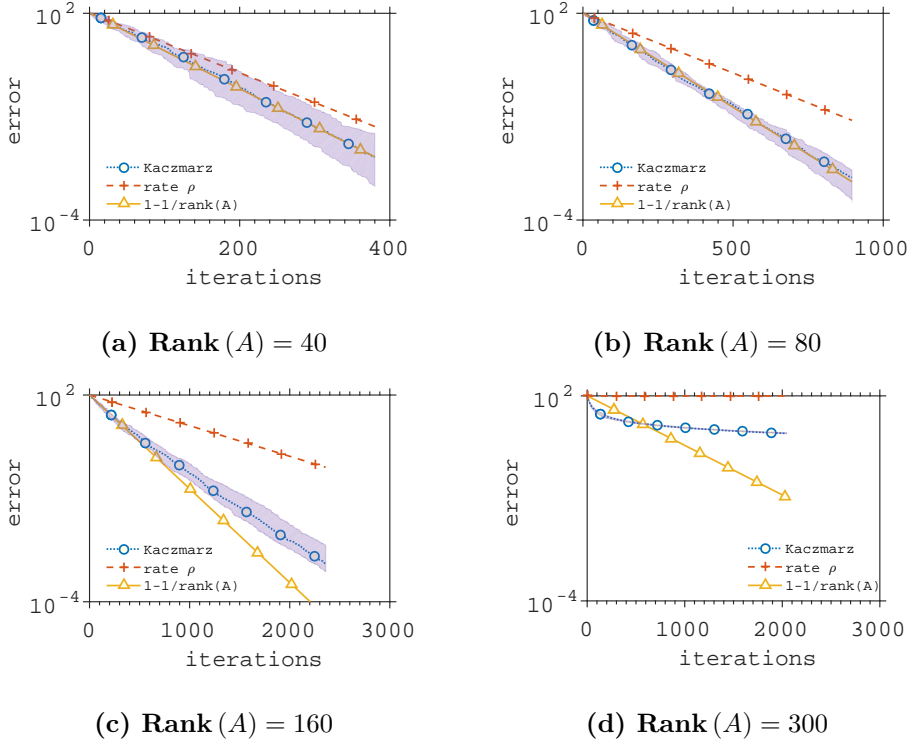 10^2
error
Kaczmarz
rate ρ
1-1/rank(A)
10^-4
0 200 400
iterations
(a) Rank (A) = 40
10^2
error
Kaczmarz
rate ρ
1-1/rank(A)
10^-4
0 500 1000
iterations
(b) Rank (A) = 80
10^2
error
Kaczmarz
rate ρ
1-1/rank(A)
10^-4
0 1000 2000 3000
iterations
(c) Rank (A) = 160
10^2
error
Kaczmarz
rate ρ
1-1/rank(A)
10^-4
0 1000 2000 3000
iterations
(d) Rank (A) = 300